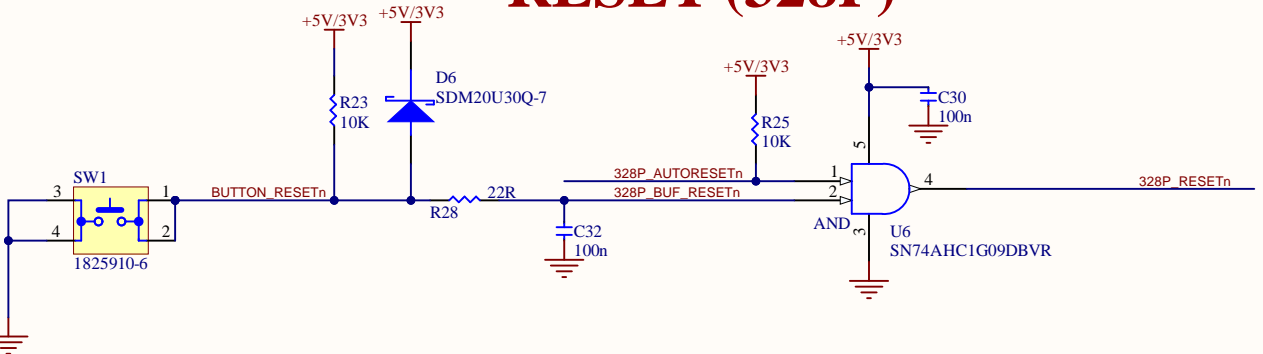 RESET (328P)
+5V/3V3
+5V/3V3
+5V/3V3
+5V/3V3
D6
SDM20U30Q-7
R23
10K
C30
100n
R25
10K
5
SW1
3
1
4
2
1825910-6
BUTTON_RESETn
R28
22R
328P_AUTORESETn
328P_BUF_RESETn
1
2
4
328P_RESETn
AND
3
U6
SN74AHC1G09DBVR
C32
100n